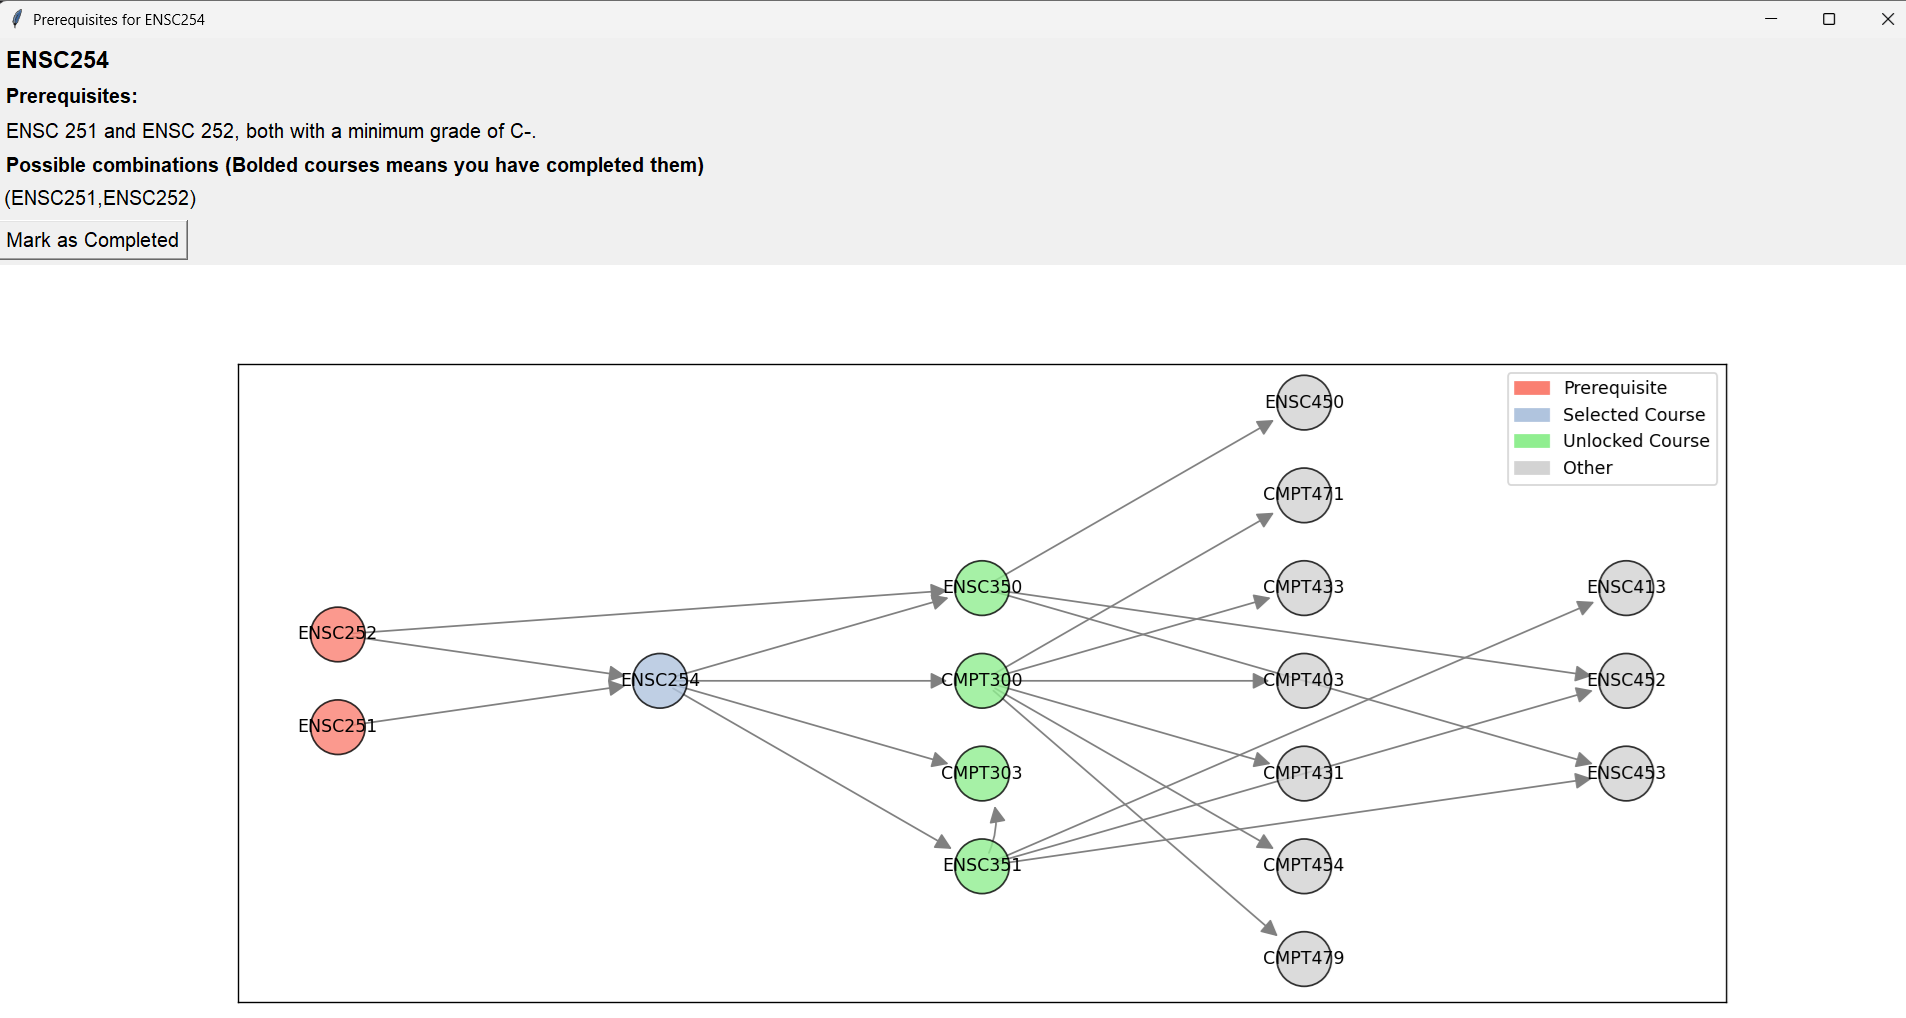 Prerequisites for ENSC254
ENSC254
Prerequisites:
ENSC 251 and ENSC 252, both with a minimum grade of C-.
Possible combinations (Bolded courses means you have completed them)
(ENSC251,ENSC252)
Mark as Completed
Prerequisite
Selected Course
Unlocked Course
Other
ENSC252
ENSC251
ENSC254
ENSC350
CMPT300
CMPT303
ENSC351
ENSC450
CMPT471
CMPT433
CMPT403
CMPT431
CMPT454
CMPT479
ENSC413
ENSC452
ENSC453